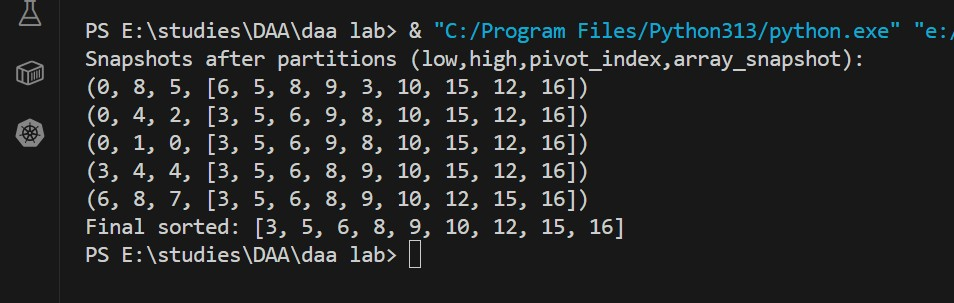 PS E:\studies\DAA\daa lab> & "C:/Program Files/Python313/python.exe" "e:/
Snapshots after partitions (low,high,pivot_index,array_snapshot):
(0, 8, 5, [6, 5, 8, 9, 3, 10, 15, 12, 16])
(0, 4, 2, [3, 5, 6, 9, 8, 10, 15, 12, 16])
(0, 1, 0, [3, 5, 6, 9, 8, 10, 15, 12, 16])
(3, 4, 4, [3, 5, 6, 8, 9, 10, 15, 12, 16])
(6, 8, 7, [3, 5, 6, 8, 9, 10, 12, 15, 16])
Final sorted: [3, 5, 6, 8, 9, 10, 12, 15, 16]
PS E:\studies\DAA\daa lab>